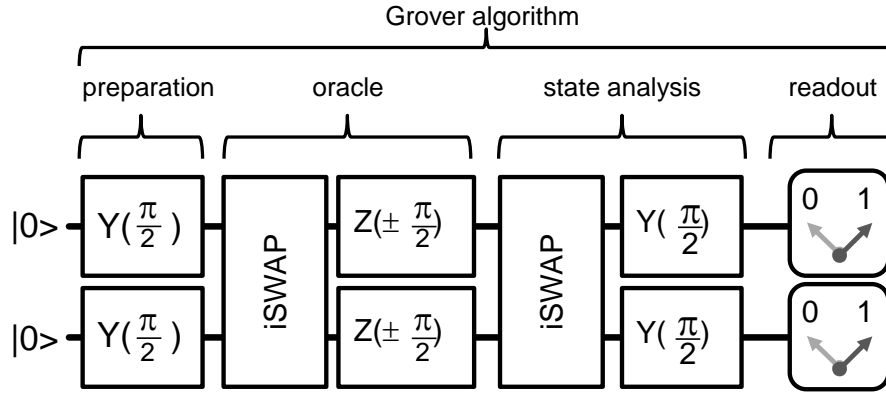 Grover algorithm
preparation oracle state analysis readout
|0> Y(π/2) iSWAP Z(± π/2) iSWAP Y(π/2) 0 1
|0> Y(π/2) Z(± π/2) Y(π/2) 0 1